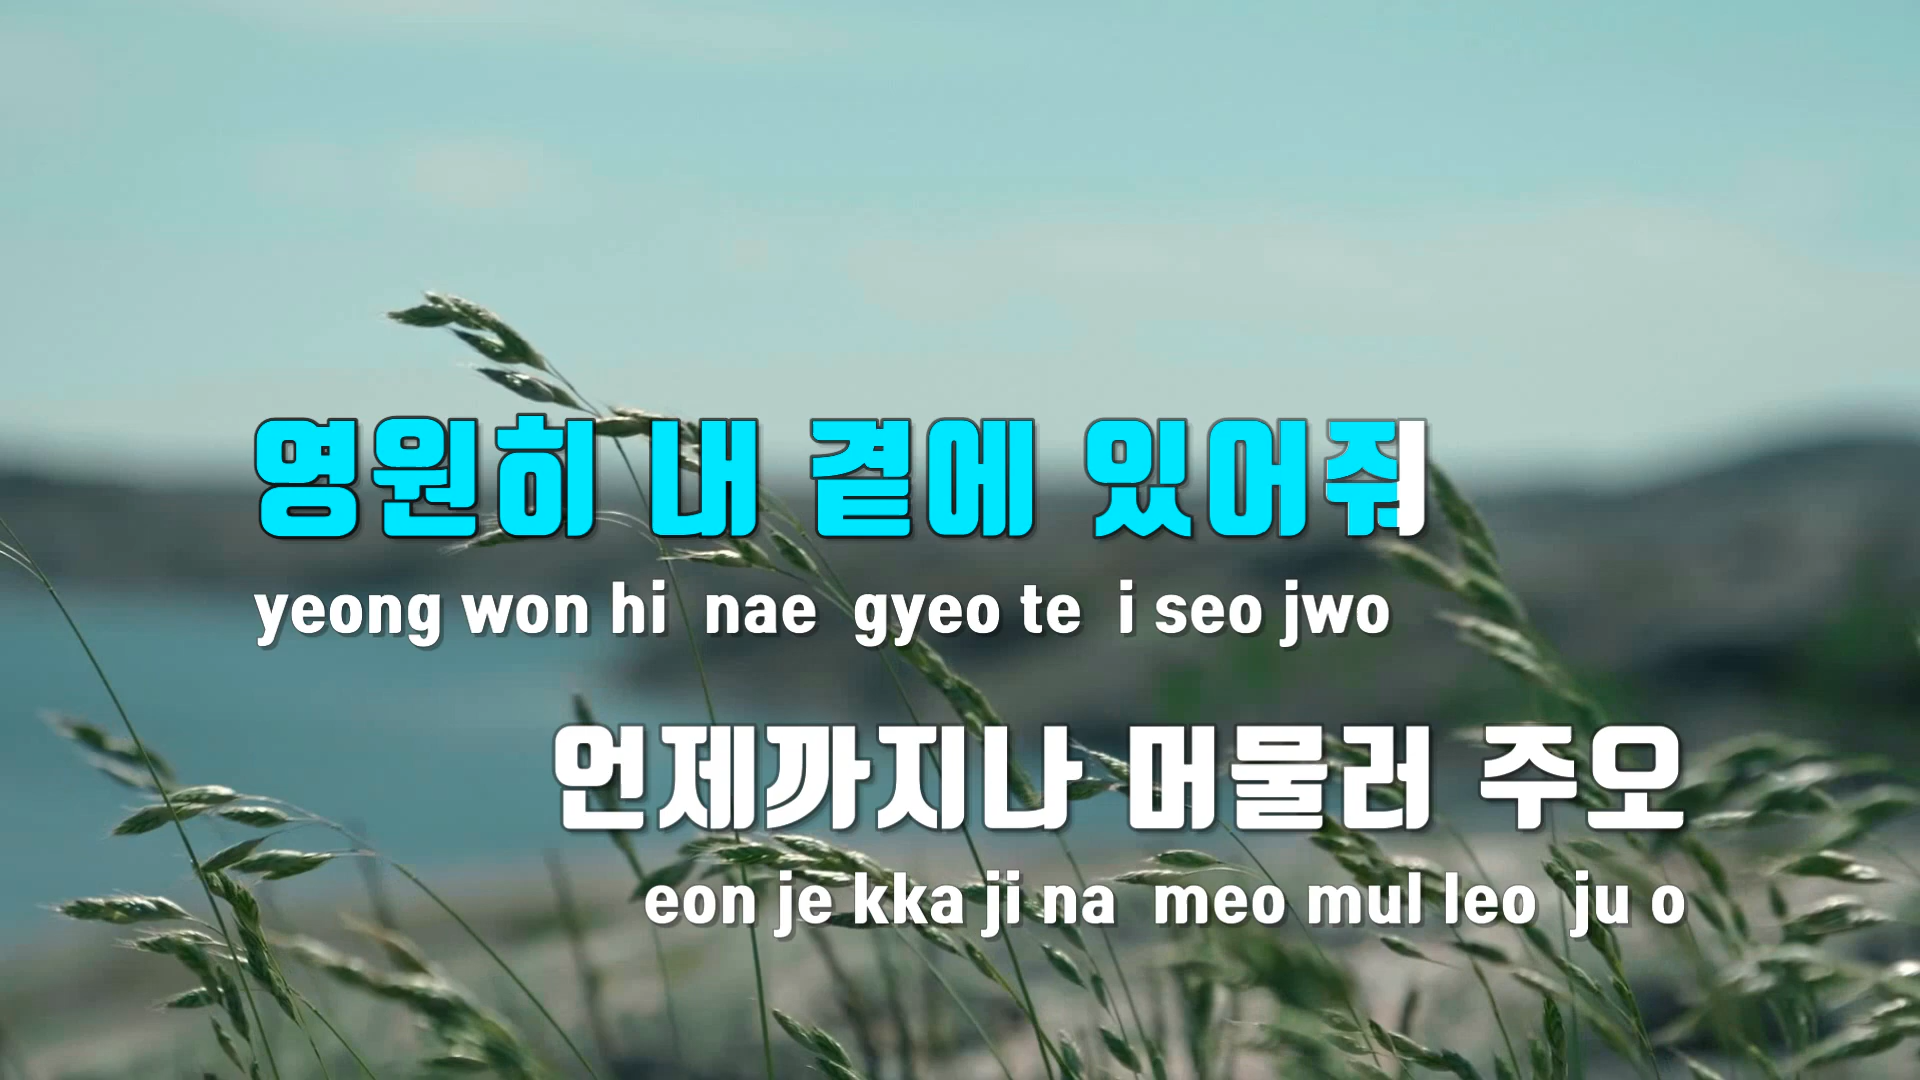 영원히 내 곁에 있어줘
yeong won hi nae gyeo te i seo jwo
언제까지나 머물러 주오
eon je kka ji na meo mul leo ju o